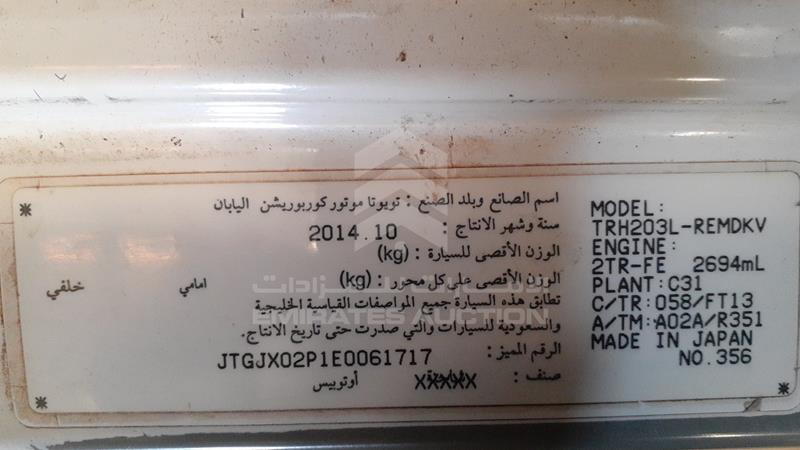 اسم الصانع وبلد الصنع : تويوتا موتور كوربوريشن اليابان
سنة وشهر الانتاج : 2014.10
الوزن الأقصى للسيارة : (kg)
الوزن الأقصى على كل محرور : (kg) امامي خلفي
تطابق هذه السيارة جميع المواصفات القياسية الخليجية
والسعودية للسيارات والتي صدرت حتى تاريخ الانتاج.
الرقم المميز : JTGJX02P1E0061717
صنف : XXXXX أوتوبيس
MODEL:
TRH203L-REMDKV
ENGINE:
2TR-FE 2694mL
PLANT:C31
C/TR:058/FT13
A/TM:A02A/R351
MADE IN JAPAN
NO.356
EMIRATES AUCTION